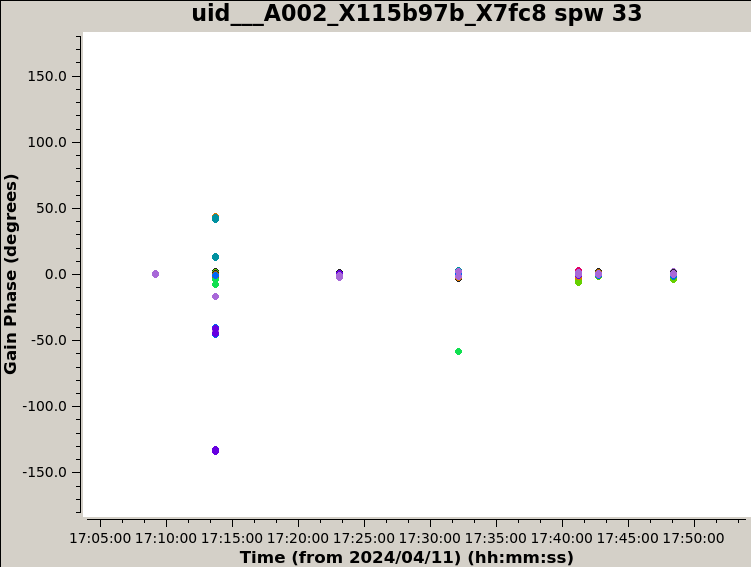 uid___A002_X115b97b_X7fc8 spw 33
150.0
100.0
50.0
0.0
-50.0
-100.0
-150.0
Gain Phase (degrees)
17:05:00 17:10:00 17:15:00 17:20:00 17:25:00 17:30:00 17:35:00 17:40:00 17:45:00 17:50:00
Time (from 2024/04/11) (hh:mm:ss)